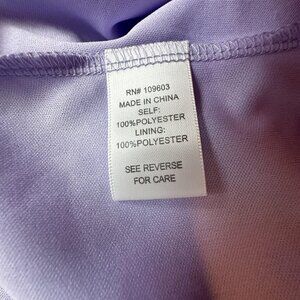 RN# 109603
MADE IN CHINA
SELF:
100%POLYESTER
LINING:
100%POLYESTER
SEE REVERSE
FOR CARE